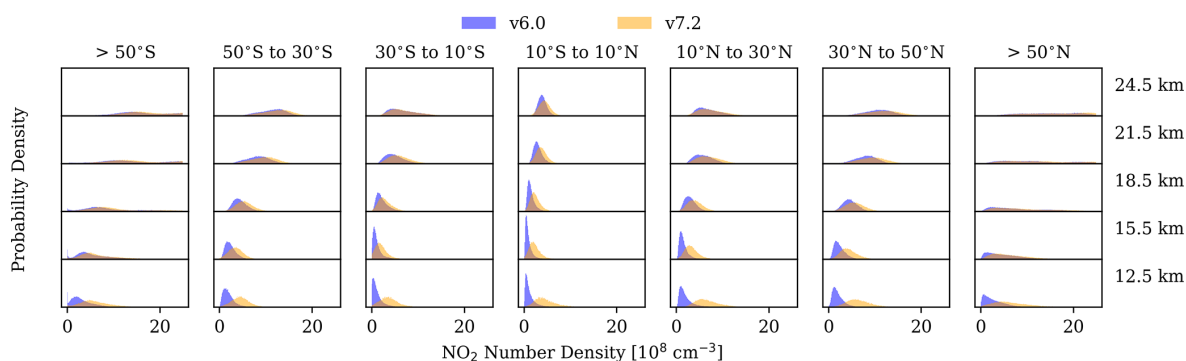 v6.0 v7.2
> 50°S 50°S to 30°S 30°S to 10°S 10°S to 10°N 10°N to 30°N 30°N to 50°N > 50°N
24.5 km
21.5 km
18.5 km
15.5 km
12.5 km
Probability Density
0 20 0 20 0 20 0 20 0 20 0 20 0 20
NO₂ Number Density [10⁸ cm⁻³]